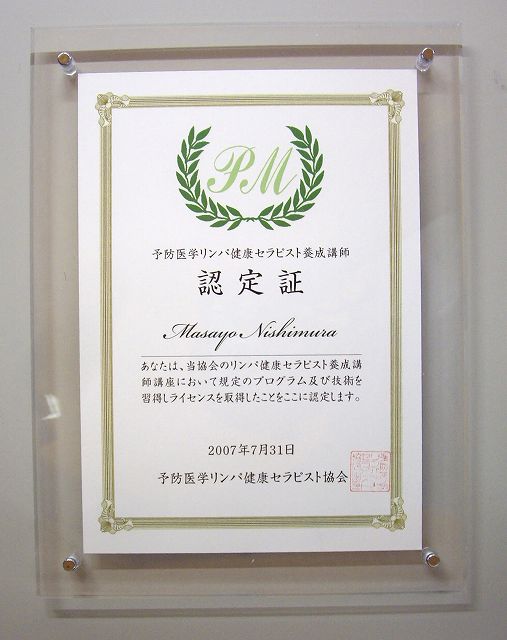 PM
予防医学リンパ健康セラピスト養成講師
認定証
Masayo Nishimura
あなたは、当協会のリンパ健康セラピスト養成講
師講座において規定のプログラム及び技術を
習得しライセンスを取得したことをここに認定します。
2007年7月31日
予防医学リンパ健康セラピスト協会